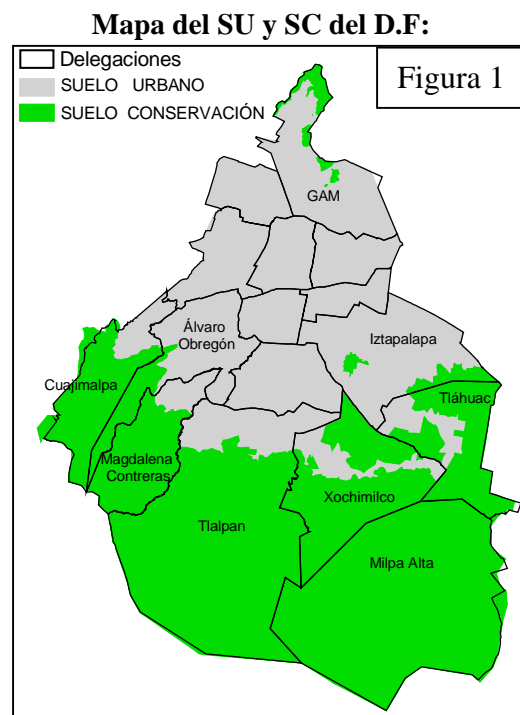 Mapa del SU y SC del D.F:
Delegaciones
SUELO URBANO
SUELO CONSERVACIÓN
Figura 1
GAM
Álvaro
Obregón
Iztapalapa
Cuajimalpa
Tláhuac
Magdalena
Contreras
Xochimilco
Tlalpan
Milpa Alta